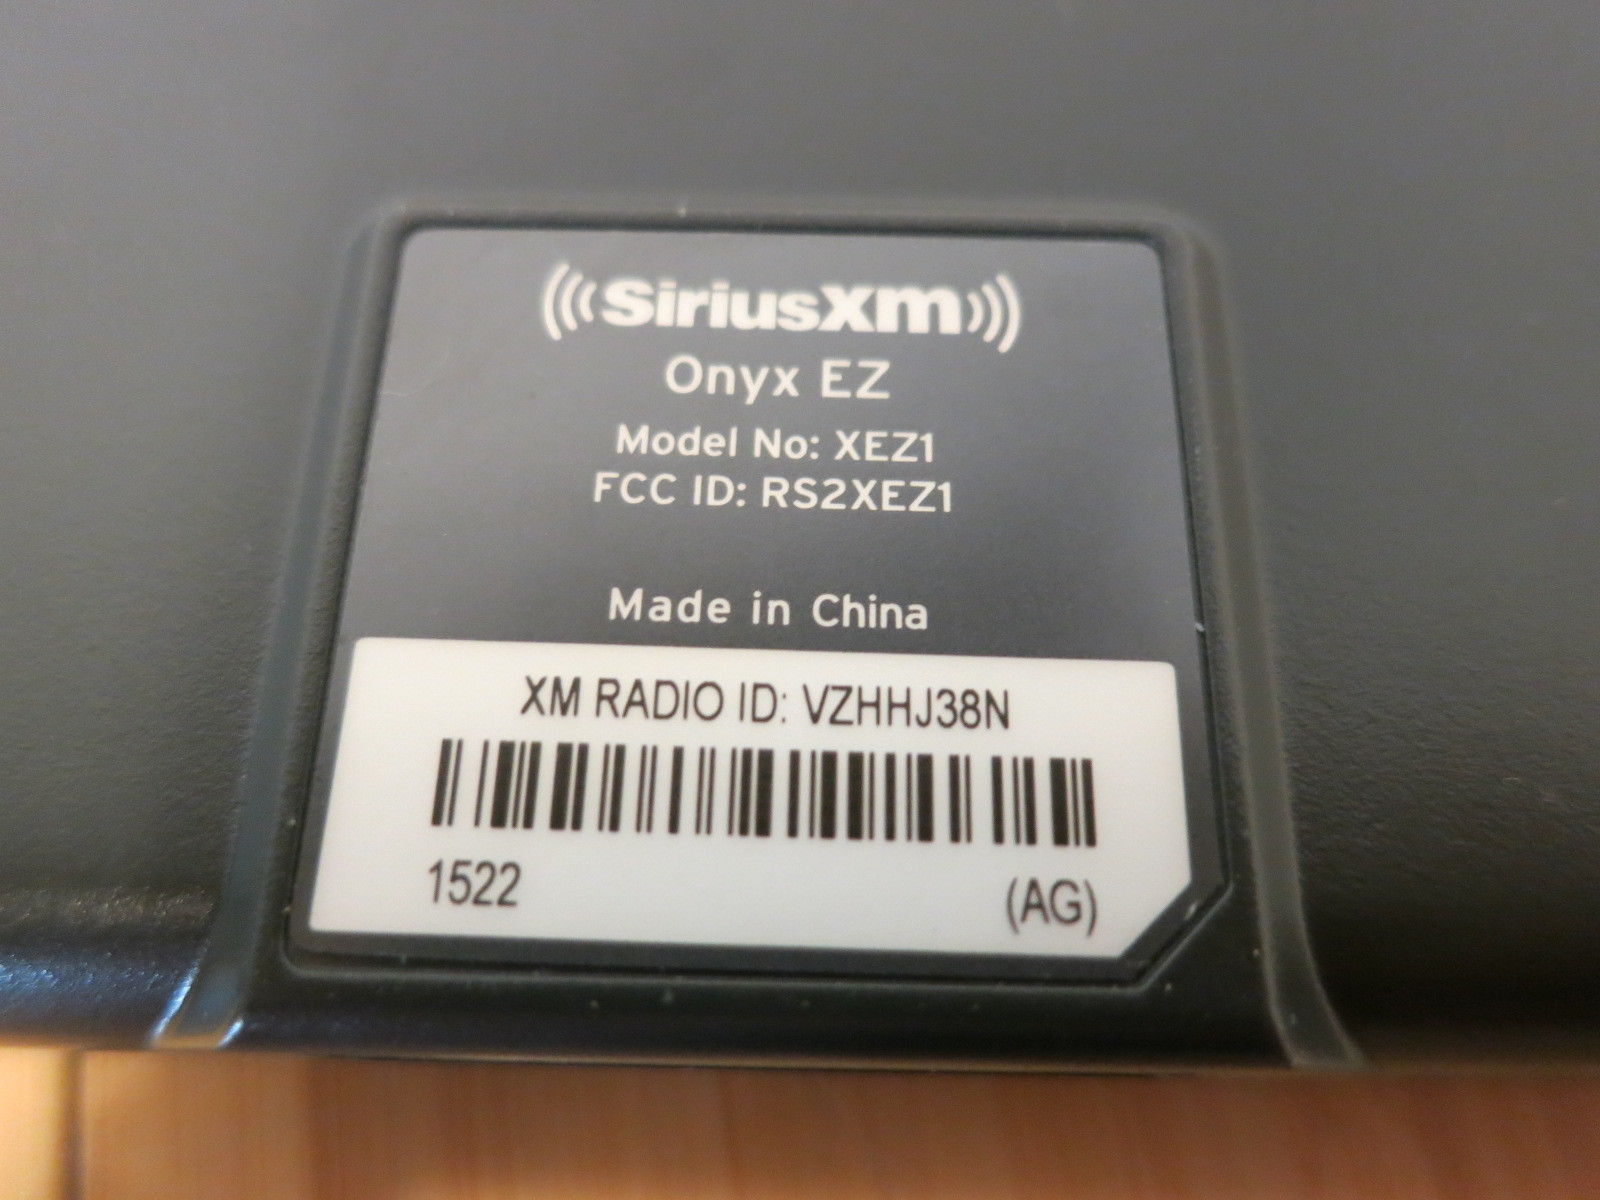 SiriusXm
Onyx EZ
Model No: XEZ1
FCC ID: RS2XEZ1
Made in China
XM RADIO ID: VZHHJ38N
1522 (AG)